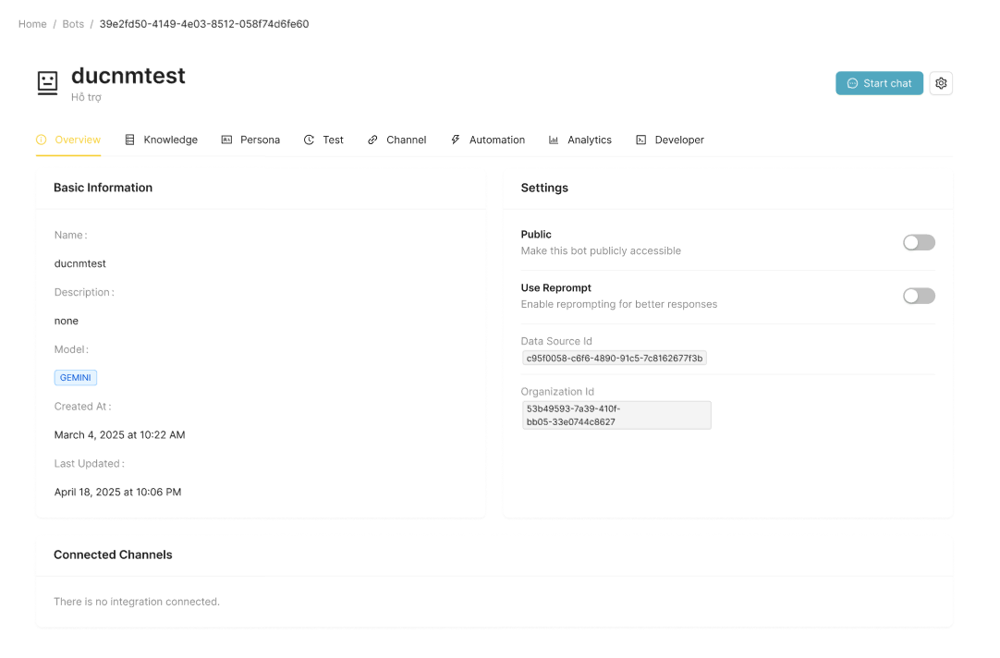 Home / Bots / 39e2fd50-4149-4e03-8512-058f74d6fe60
ducnmtest
Hỗ trợ
Start chat
Overview
Knowledge
Persona
Test
Channel
Automation
Analytics
Developer
Basic Information
Name :
ducnmtest
Description :
none
Model :
GEMINI
Created At :
March 4, 2025 at 10:22 AM
Last Updated :
April 18, 2025 at 10:06 PM
Settings
Public
Make this bot publicly accessible
Use Reprompt
Enable reprompting for better responses
Data Source Id
c95f0058-c6f6-4890-91c5-7c8162677f3b
Organization Id
53b49593-7a39-410f-
bb05-33e0744c8627
Connected Channels
There is no integration connected.